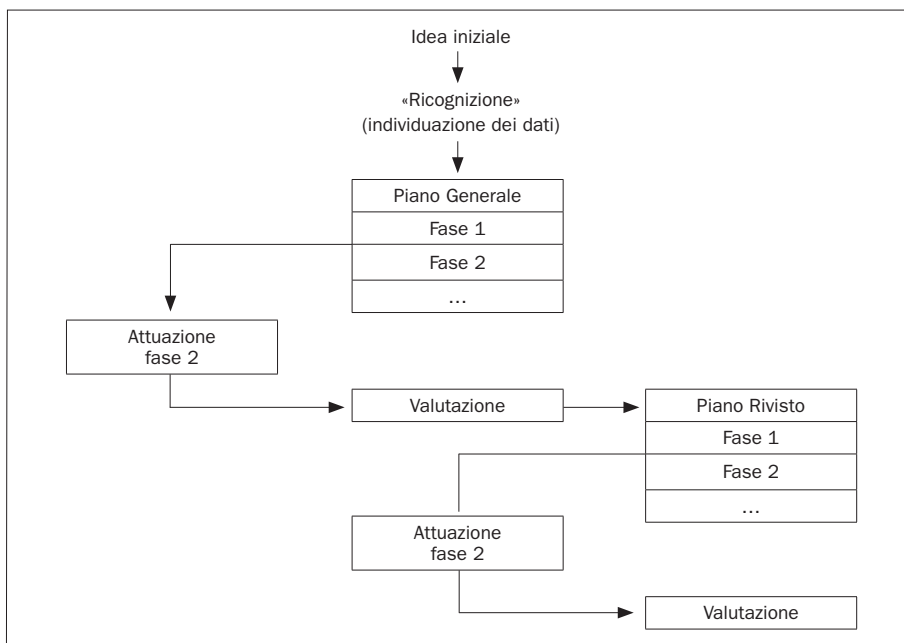 Idea iniziale
«Ricognizione»
(individuazione dei dati)
Piano Generale
Fase 1
Fase 2
...
Attuazione
fase 2
Valutazione
Piano Rivisto
Fase 1
Fase 2
...
Attuazione
fase 2
Valutazione